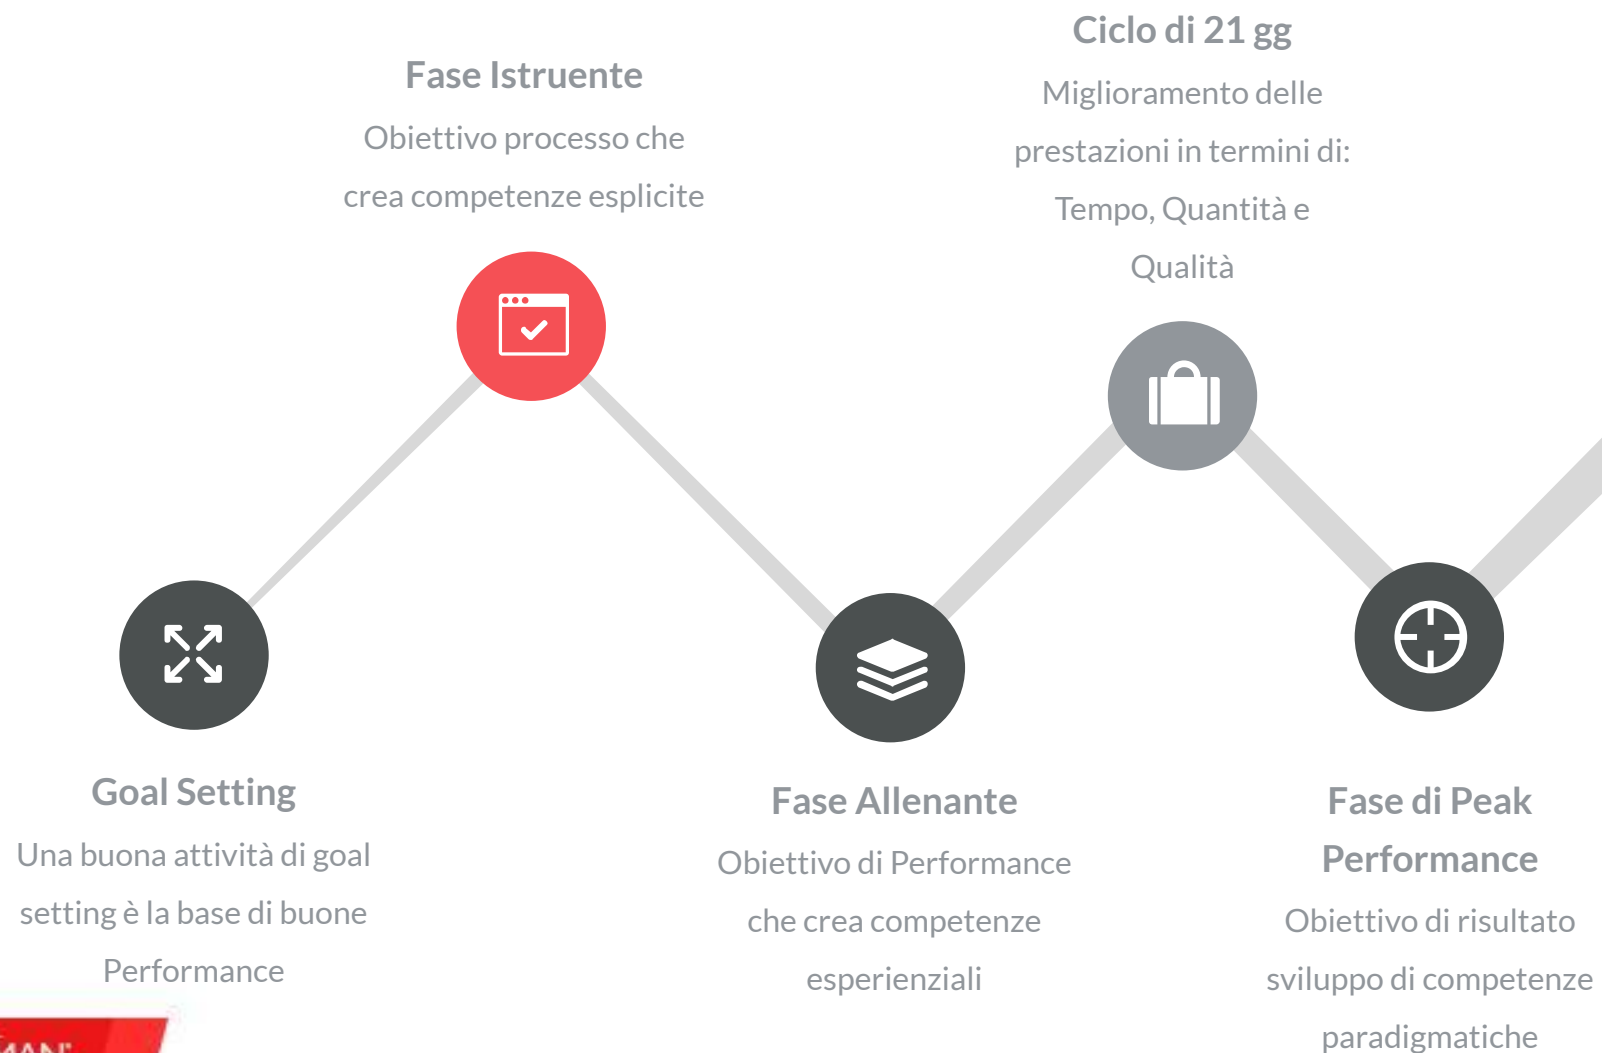 Ciclo di 21 gg
Miglioramento delle
prestazioni in termini di:
Tempo, Quantità e
Qualità
Fase Istruente
Obiettivo processo che
crea competenze esplicite
Goal Setting
Una buona attività di goal
setting è la base di buone
Performance
Fase Allenante
Obiettivo di Performance
che crea competenze
esperienziali
Fase di Peak
Performance
Obiettivo di risultato
sviluppo di competenze
paradigmatiche